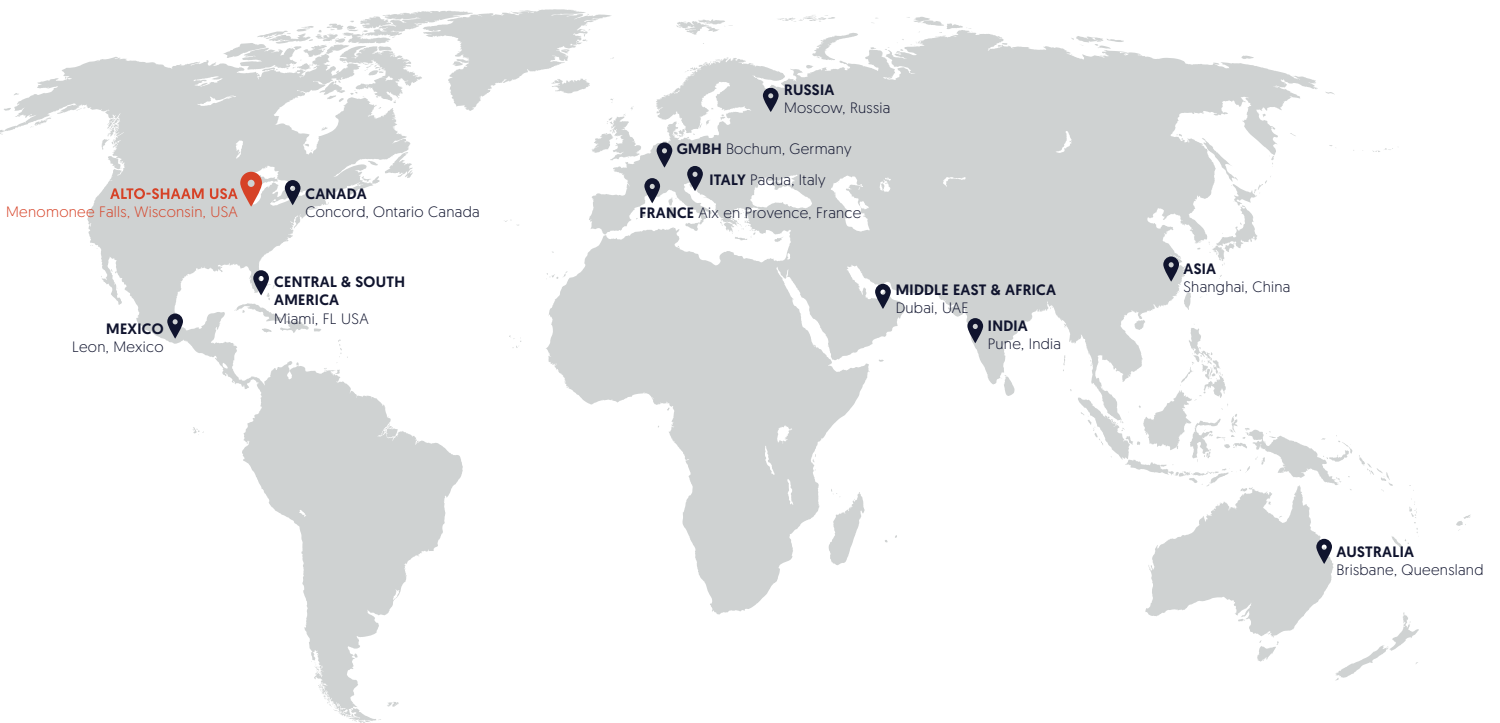 RUSSIA
Moscow, Russia
GMBH Bochum, Germany
ITALY Padua, Italy
FRANCE Aix en Provence, France
ALTO-SHAAM USA
Menomonee Falls, Wisconsin, USA
CANADA
Concord, Ontario Canada
CENTRAL & SOUTH
AMERICA
Miami, FL USA
MEXICO
Leon, Mexico
MIDDLE EAST & AFRICA
Dubai, UAE
INDIA
Pune, India
ASIA
Shanghai, China
AUSTRALIA
Brisbane, Queensland